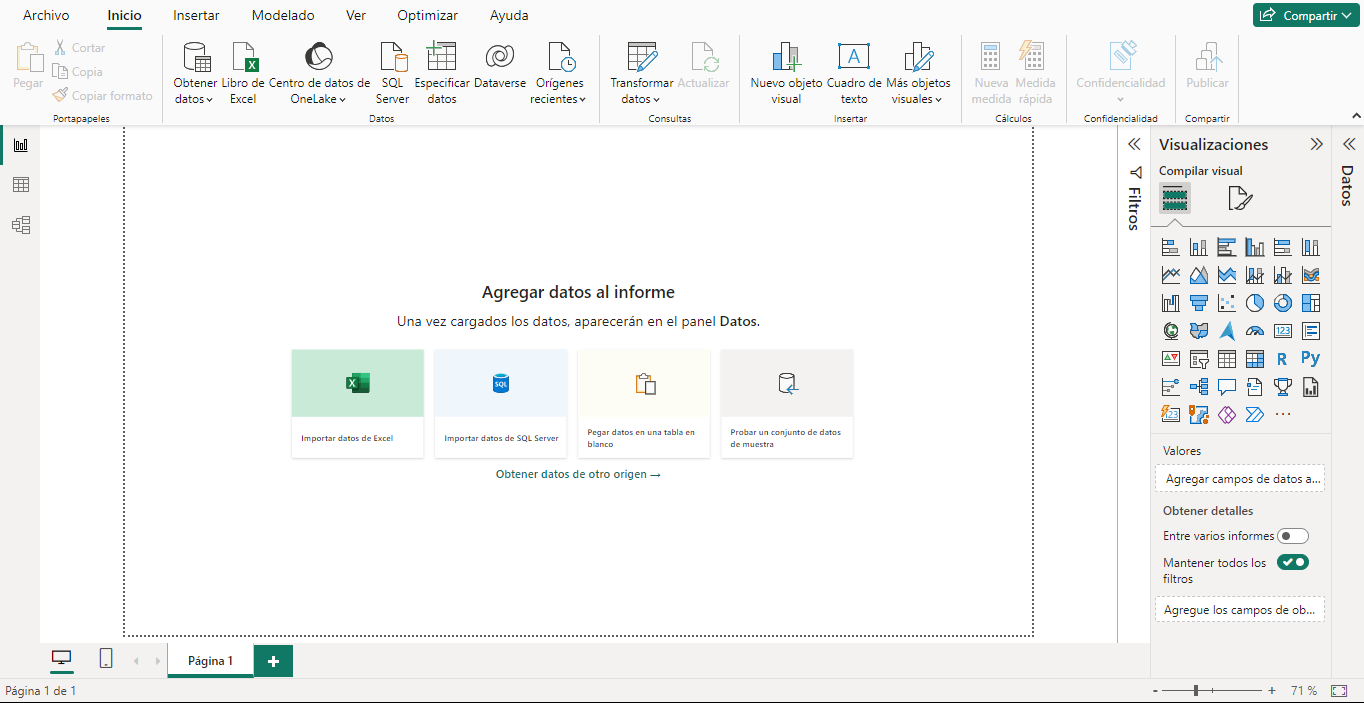 Archivo Inicio Insertar Modelado Ver Optimizar Ayuda Compartir
Pegar
Cortar
Copia
Copiar formato
Portapapeles
Obtener datos
Libro de Excel
Centro de datos de OneLake
SQL Server
Especificar datos
Dataverse
Orígenes recientes
Datos
Transformar datos
Actualizar
Consultas
Nuevo objeto visual
Cuadro de texto
Más objetos visuales
Insertar
Nueva medida
Medida rápida
Cálculos
Confidencialidad
Confidencialidad
Publicar
Compartir
Agregar datos al informe
Una vez cargados los datos, aparecerán en el panel Datos.
SQL
Importar datos de Excel
Importar datos de SQL Server
Pegar datos en una tabla en
blanco
Probar un conjunto de datos
de muestra
Obtener datos de otro origen →
Filtros
Visualizaciones
Compilar visual
123
R
Py
123
Valores
Agregar campos de datos a...
Obtener detalles
Entre varios informes
Mantener todos los
filtros
Agregue los campos de ob...
Datos
Página 1
+
Página 1 de 1
- + 71 %